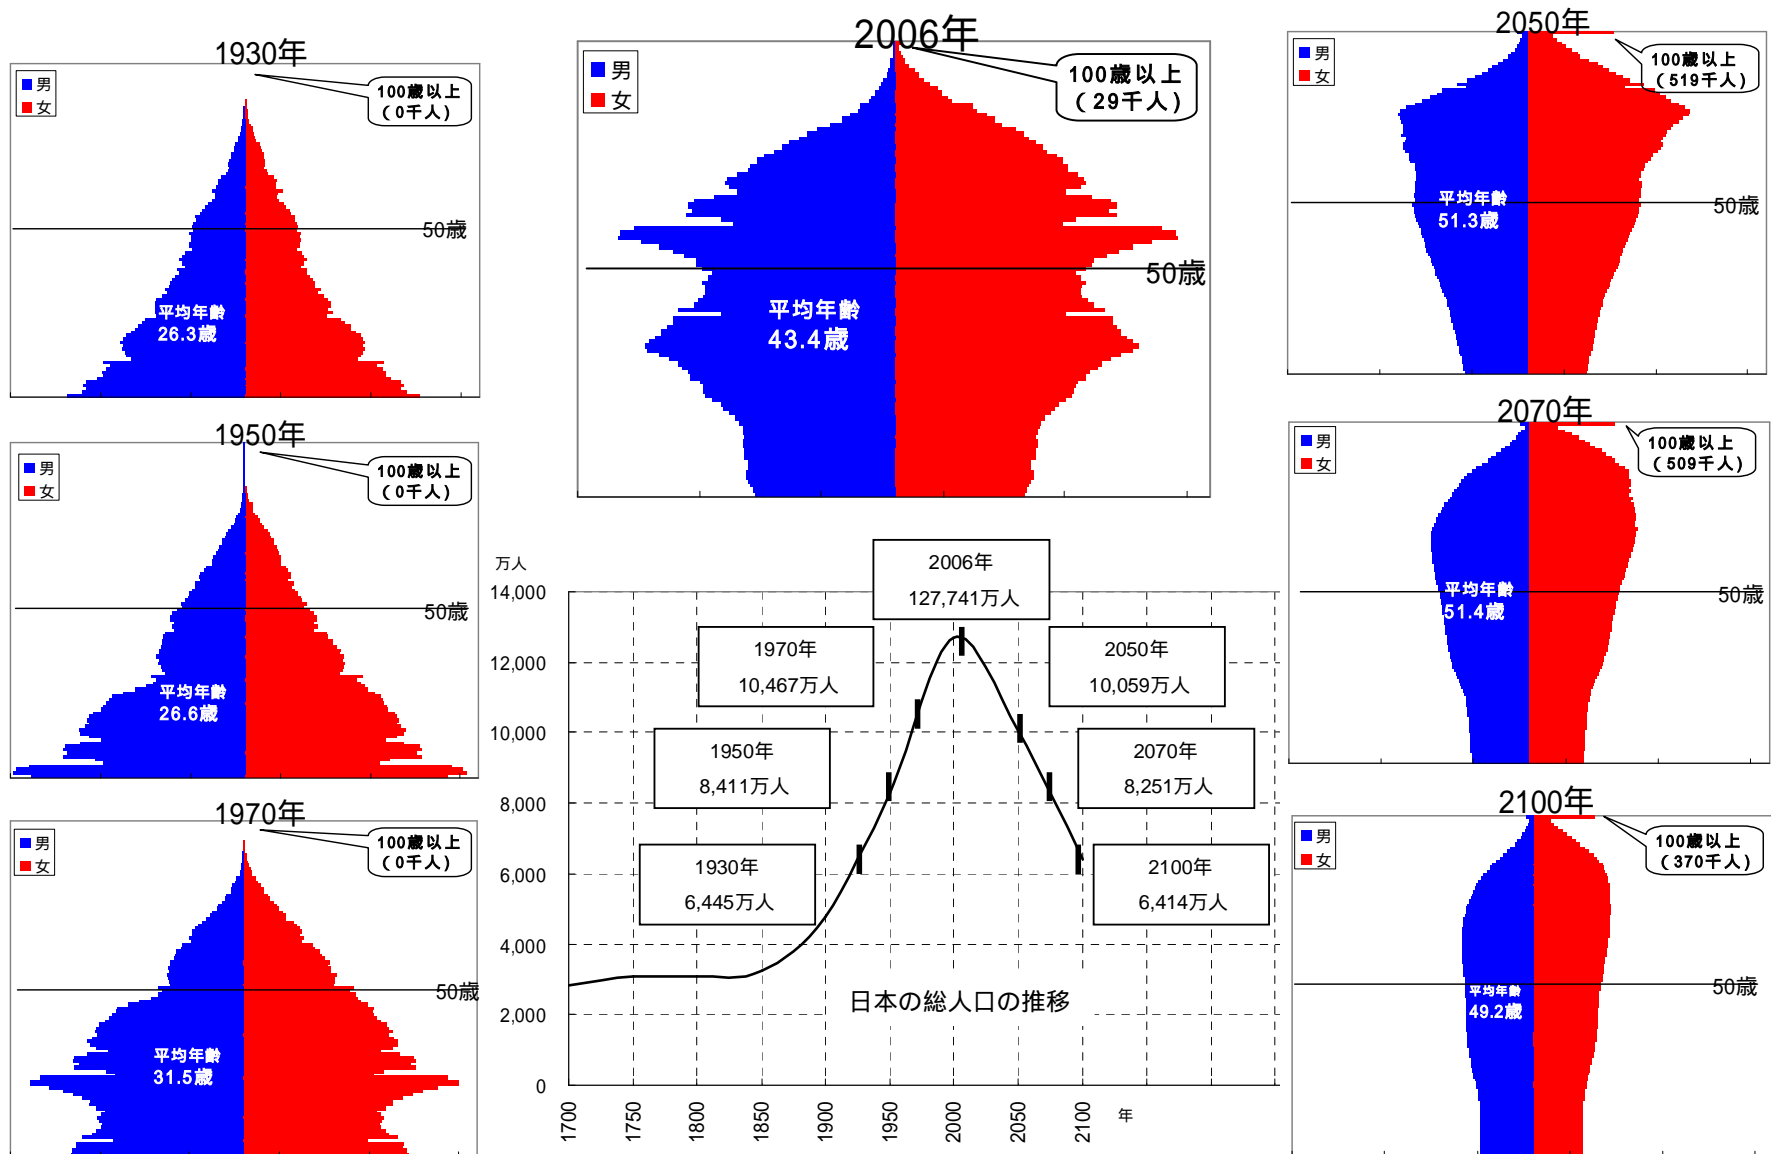 1930年
男
女
100歳以上
（0千人）
50歳
平均年齢
26.3歳
1950年
男
女
100歳以上
（0千人）
50歳
平均年齢
26.6歳
1970年
男
女
100歳以上
（0千人）
50歳
平均年齢
31.5歳
2006年
男
女
100歳以上
（29千人）
50歳
平均年齢
43.4歳
万人
14,000
12,000
10,000
8,000
6,000
4,000
2,000
0
2006年
127,741万人
1970年
10,467万人
2050年
10,059万人
1950年
8,411万人
2070年
8,251万人
1930年
6,445万人
2100年
6,414万人
日本の総人口の推移
1700
1750
1800
1850
1900
1950
2000
2050
2100
年
2050年
男
女
100歳以上
（519千人）
平均年齢
51.3歳
50歳
2070年
男
女
100歳以上
（509千人）
平均年齢
51.4歳
50歳
2100年
男
女
100歳以上
（370千人）
平均年齢
49.2歳
50歳